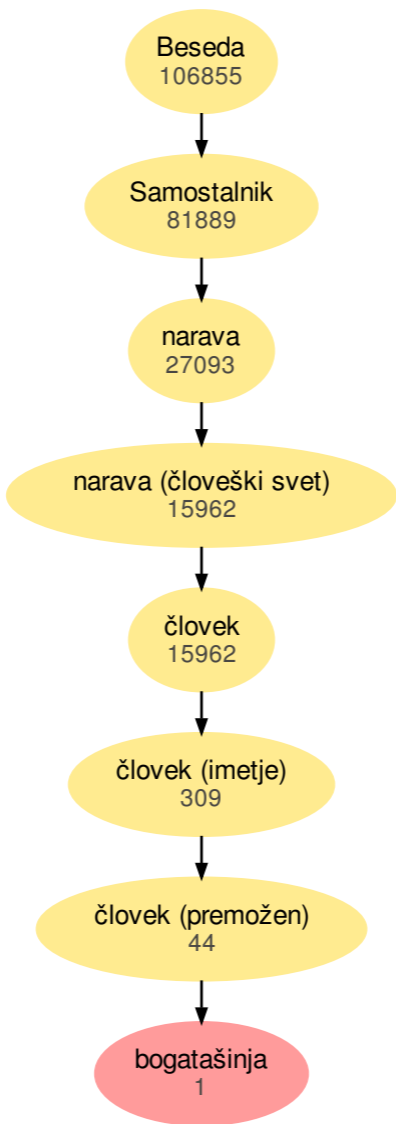 Beseda
106855
Samostalnik
81889
narava
27093
narava (človeški svet)
15962
človek
15962
človek (imetje)
309
človek (premožen)
44
bogatašinja
1